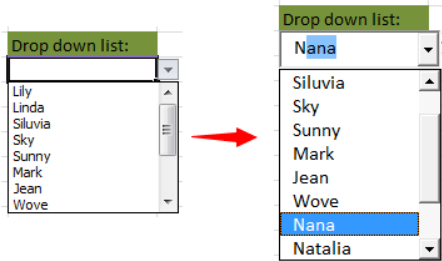 Drop down list:
Lily
Linda
Siluvia
Sky
Sunny
Mark
Jean
Wove
Drop down list:
Nana
Siluvia
Sky
Sunny
Mark
Jean
Wove
Nana
Natalia